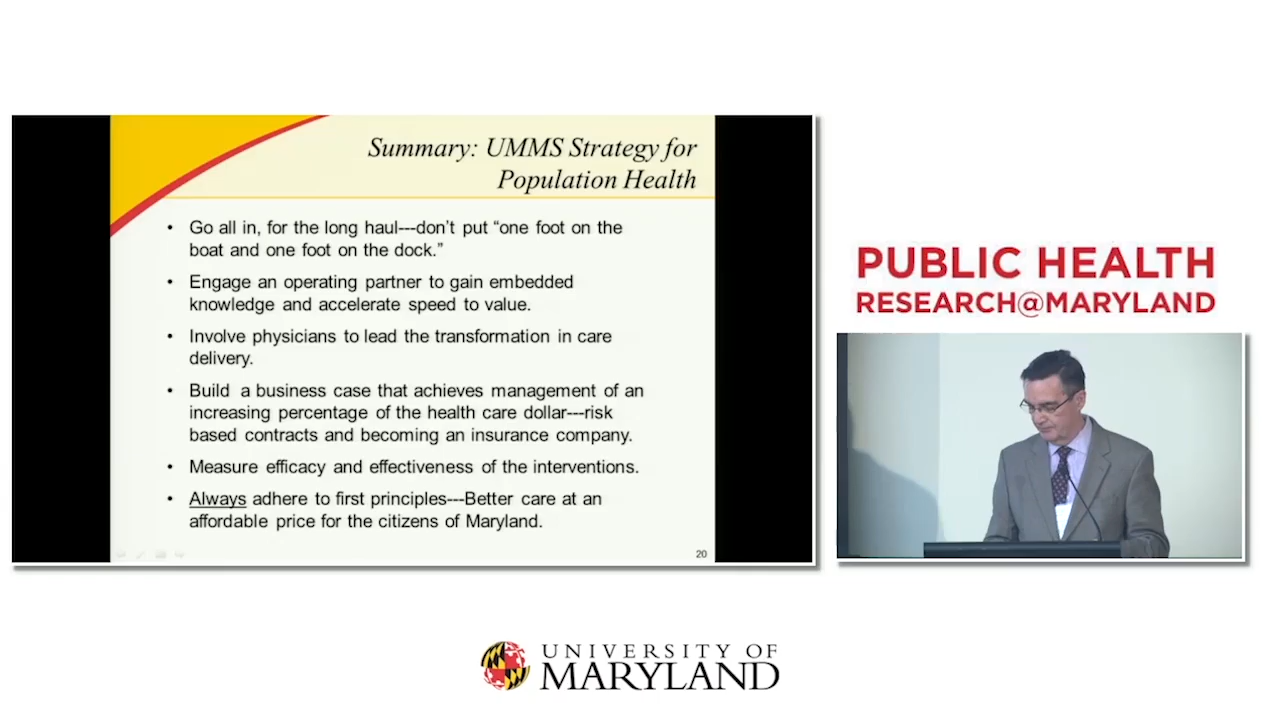 Summary: UMMS Strategy for
Population Health
• Go all in, for the long haul---don’t put “one foot on the
boat and one foot on the dock.”
• Engage an operating partner to gain embedded
knowledge and accelerate speed to value.
• Involve physicians to lead the transformation in care
delivery.
• Build a business case that achieves management of an
increasing percentage of the health care dollar---risk
based contracts and becoming an insurance company.
• Measure efficacy and effectiveness of the interventions.
• Always adhere to first principles---Better care at an
affordable price for the citizens of Maryland.
20
PUBLIC HEALTH
RESEARCH@MARYLAND
UNIVERSITY OF
MARYLAND